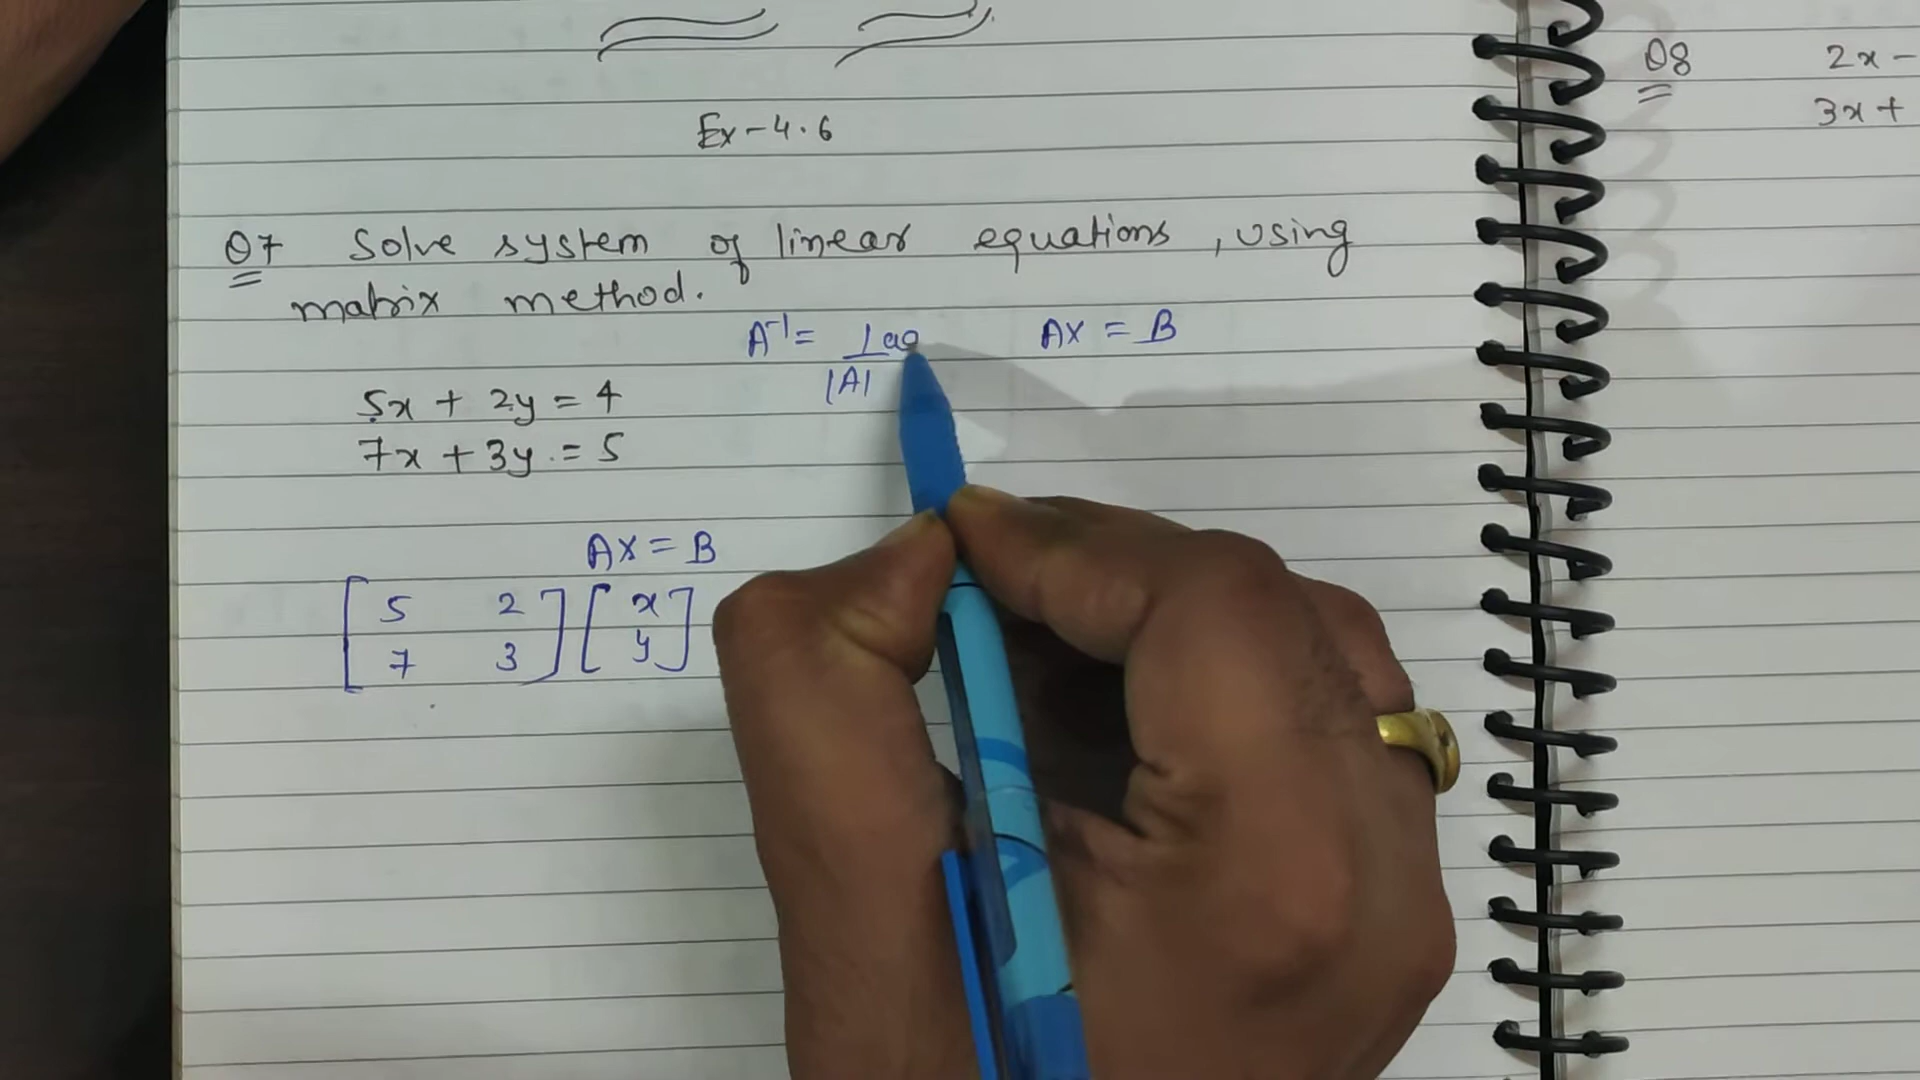 Ex-4.6
Q7 Solve system of linear equations, using
matrix method.
A⁻¹ = 1 AX = B
|A|
5x + 2y = 4
7x + 3y = 5
AX = B
[5 2] [x]
[7 3] [y]
Q8 2x -
3x +